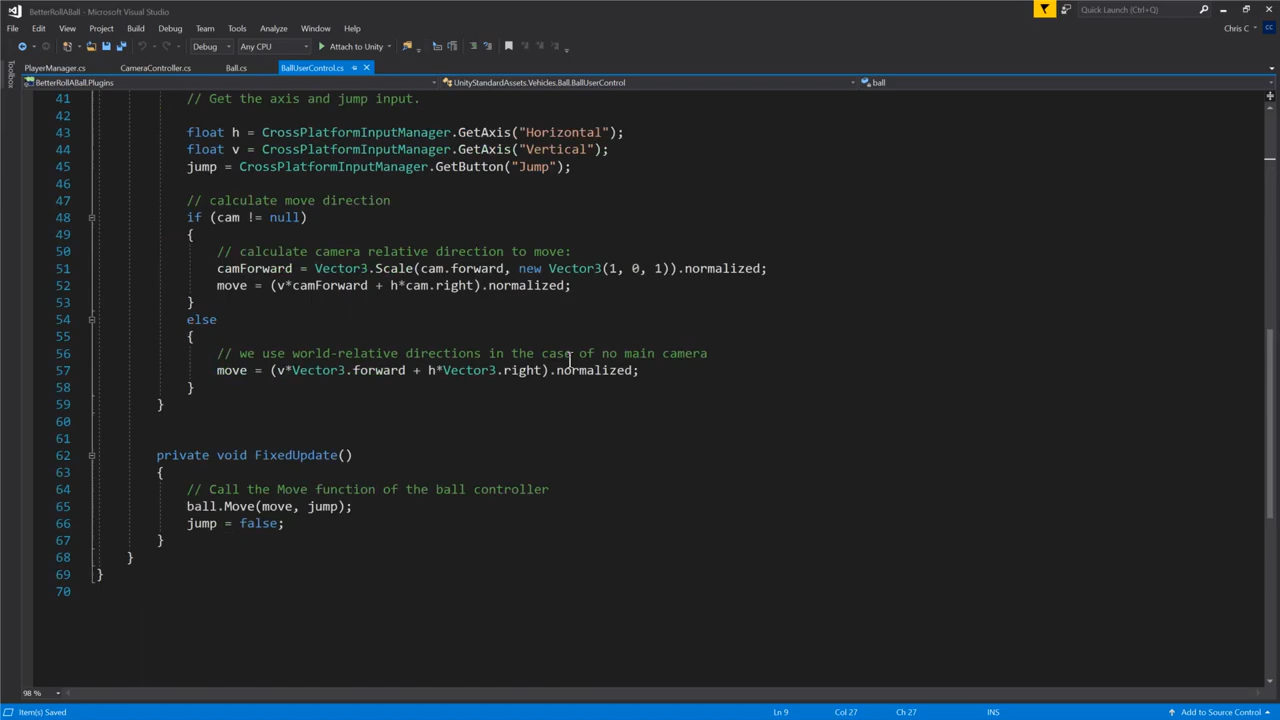 BetterRollABall - Microsoft Visual Studio
Quick Launch (Ctrl+Q)
File Edit View Project Build Debug Team Tools Analyze Window Help
Chris C
CC
Debug Any CPU Attach to Unity
Toolbox
PlayerManager.cs CameraController.cs Ball.cs BallUserControl.cs
BetterRollABall.Plugins UnityStandardAssets.Vehicles.Ball.BallUserControl ball
41 // Get the axis and jump input.
42
43 float h = CrossPlatformInputManager.GetAxis("Horizontal");
44 float v = CrossPlatformInputManager.GetAxis("Vertical");
45 jump = CrossPlatformInputManager.GetButton("Jump");
46
47 // calculate move direction
48 if (cam != null)
49 {
50 // calculate camera relative direction to move:
51 camForward = Vector3.Scale(cam.forward, new Vector3(1, 0, 1)).normalized;
52 move = (v*camForward + h*cam.right).normalized;
53 }
54 else
55 {
56 // we use world-relative directions in the case of no main camera
57 move = (v*Vector3.forward + h*Vector3.right).normalized;
58 }
59 }
60
61
62 private void FixedUpdate()
63 {
64 // Call the Move function of the ball controller
65 ball.Move(move, jump);
66 jump = false;
67 }
68 }
69 }
70
98 %
Item(s) Saved Ln 9 Col 27 Ch 27 INS Add to Source Control